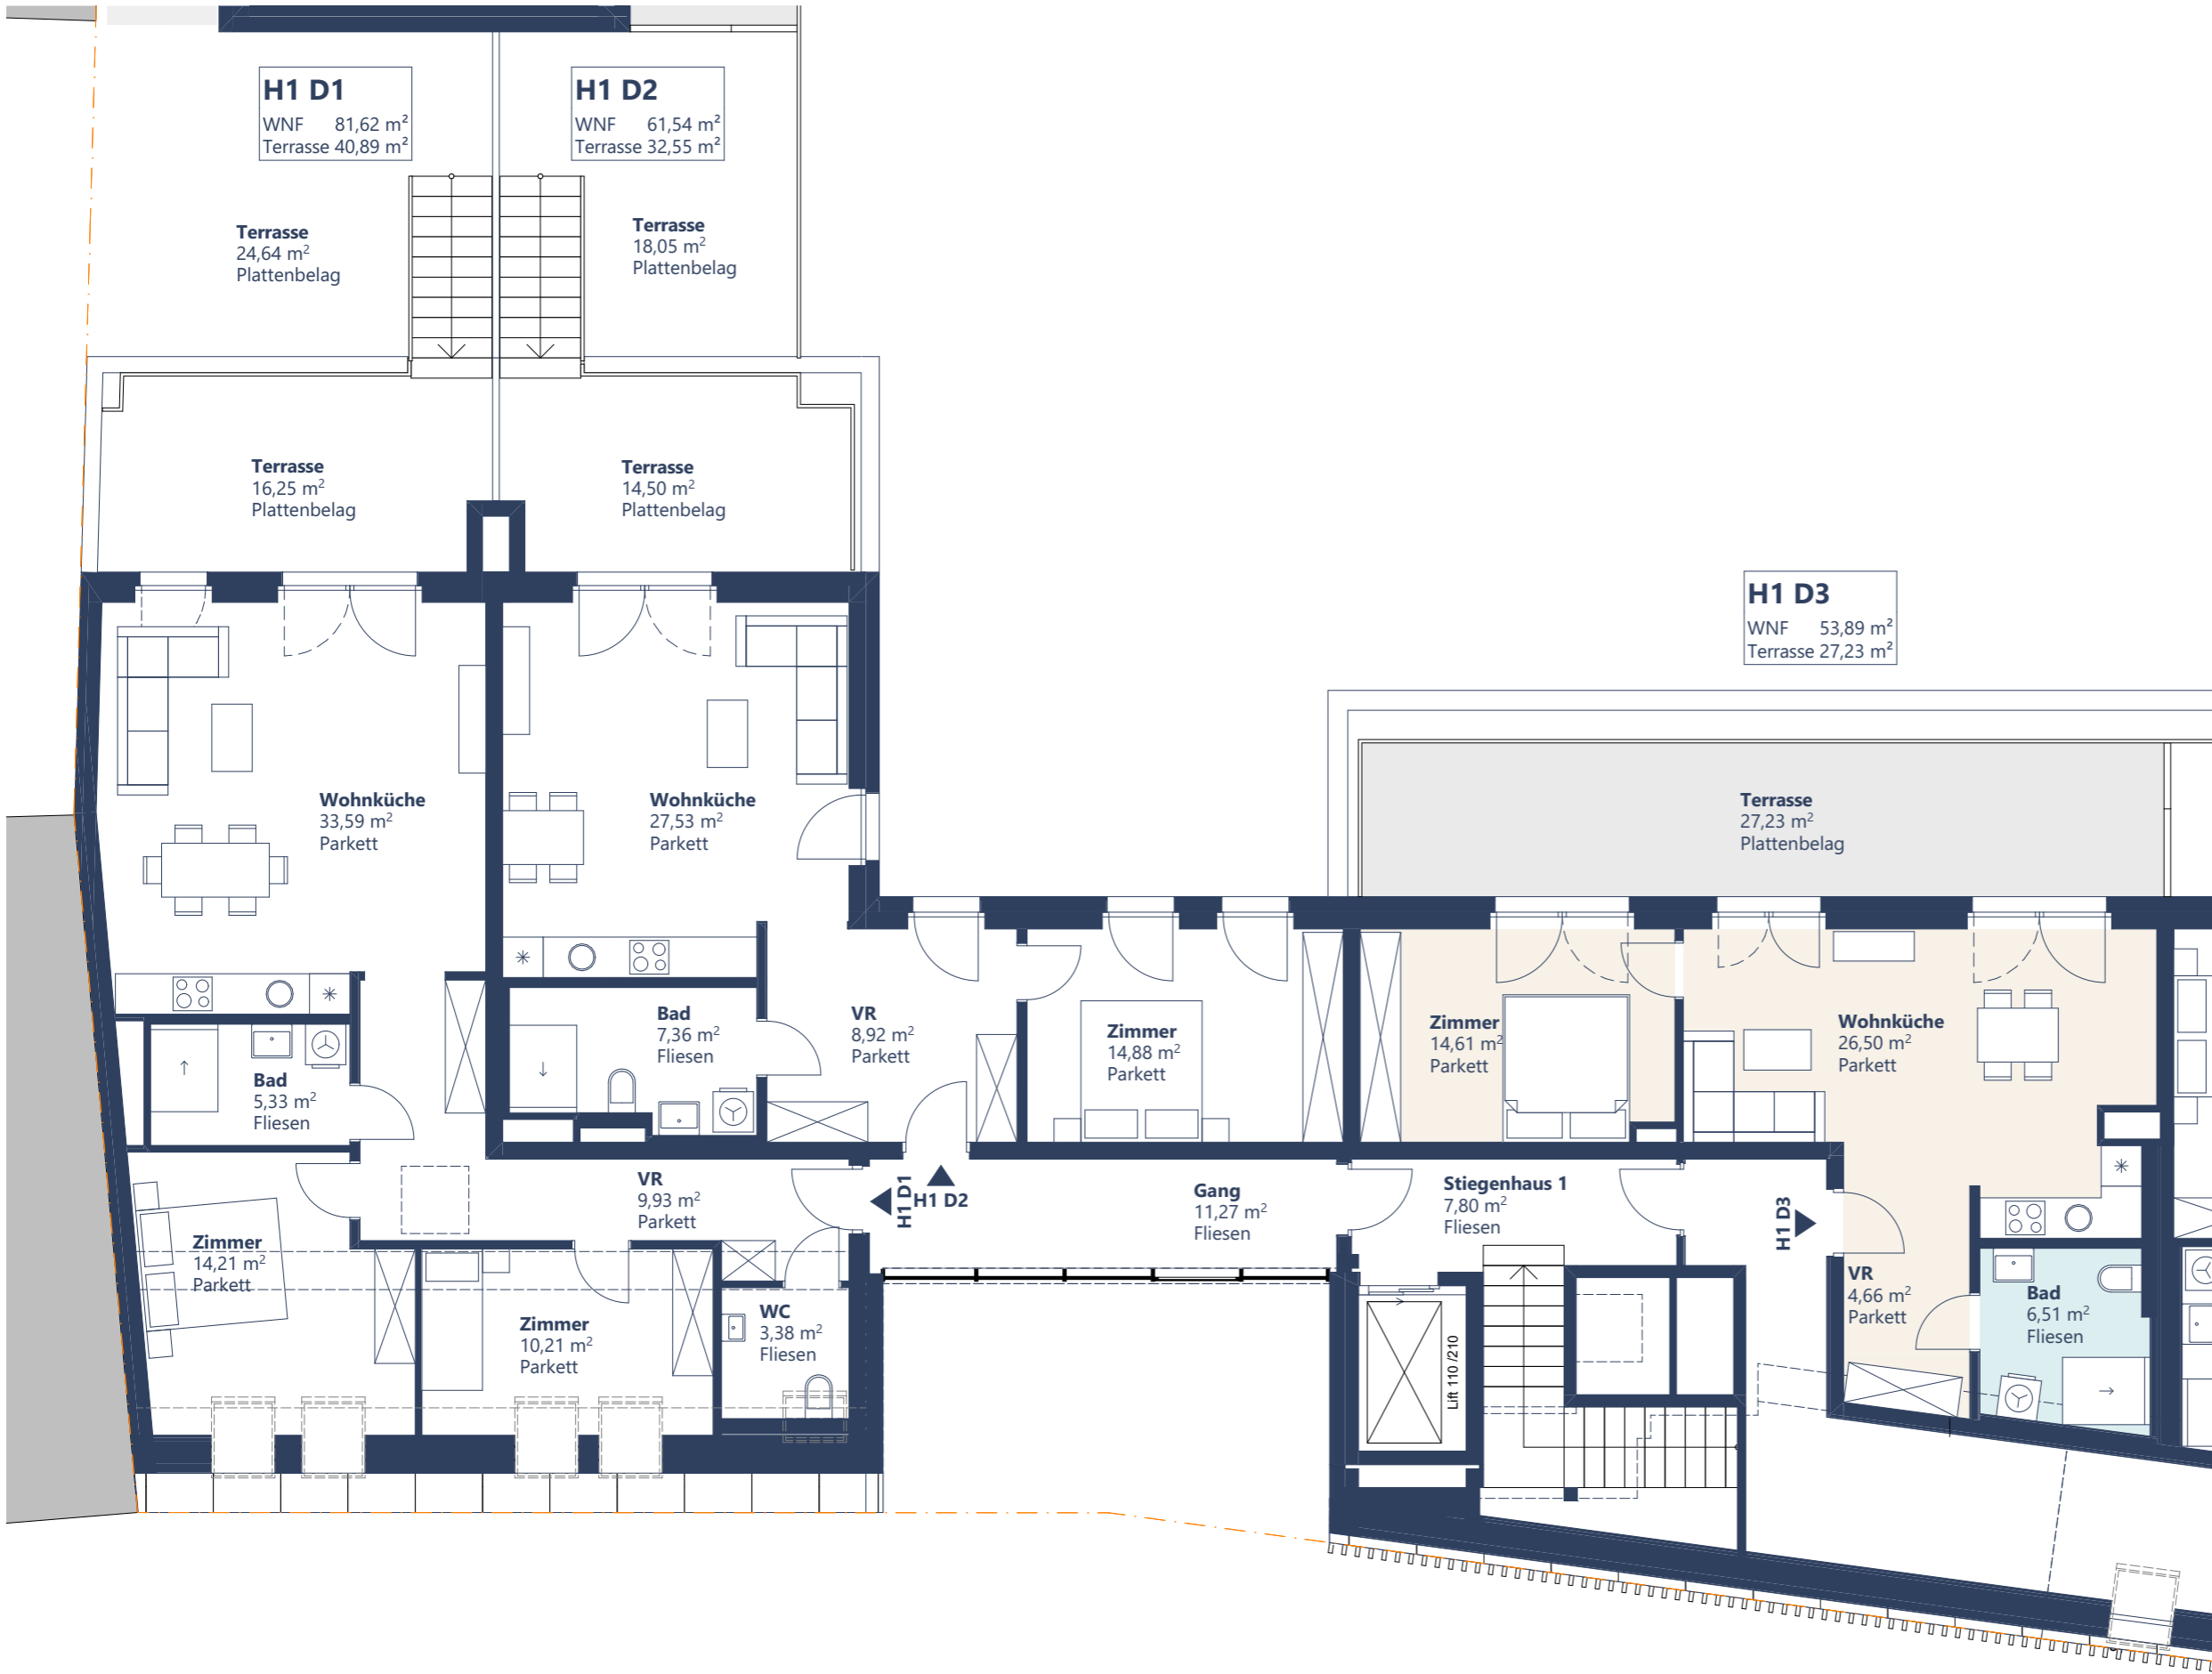 H1 D1
WNF 81,62 m²
Terrasse 40,89 m²
H1 D2
WNF 61,54 m²
Terrasse 32,55 m²
Terrasse
24,64 m²
Plattenbelag
Terrasse
18,05 m²
Plattenbelag
Terrasse
16,25 m²
Plattenbelag
Terrasse
14,50 m²
Plattenbelag
H1 D3
WNF 53,89 m²
Terrasse 27,23 m²
Wohnküche
33,59 m²
Parkett
Wohnküche
27,53 m²
Parkett
Terrasse
27,23 m²
Plattenbelag
Bad
5,33 m²
Fliesen
Bad
7,36 m²
Fliesen
VR
8,92 m²
Parkett
Zimmer
14,88 m²
Parkett
Zimmer
14,61 m²
Parkett
Wohnküche
26,50 m²
Parkett
VR
9,93 m²
Parkett
H1 D1
H1 D2
Gang
11,27 m²
Fliesen
Stiegenhaus 1
7,80 m²
Fliesen
H1 D3
Zimmer
14,21 m²
Parkett
Zimmer
10,21 m²
Parkett
WC
3,38 m²
Fliesen
Lift 110 /210
VR
4,66 m²
Parkett
Bad
6,51 m²
Fliesen